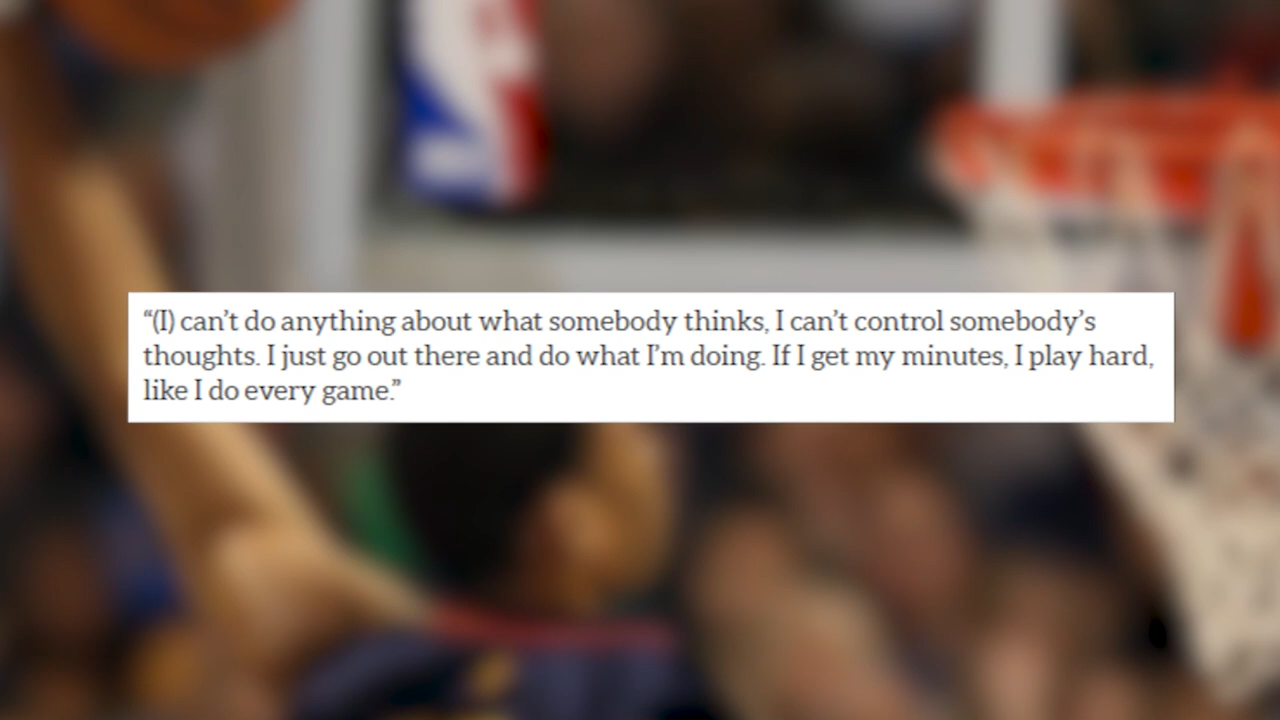 “(I) can’t do anything about what somebody thinks, I can’t control somebody’s
thoughts. I just go out there and do what I’m doing. If I get my minutes, I play hard,
like I do every game.”